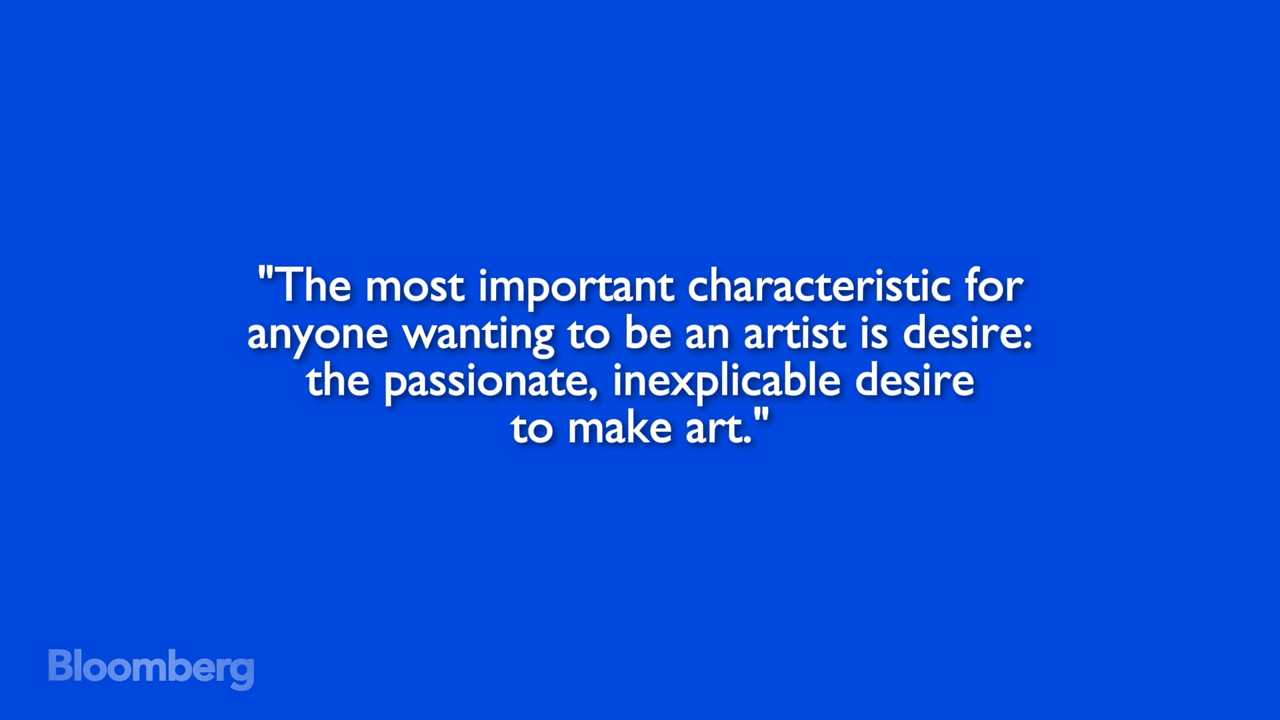 "The most important characteristic for
anyone wanting to be an artist is desire:
the passionate, inexplicable desire
to make art."
Bloomberg